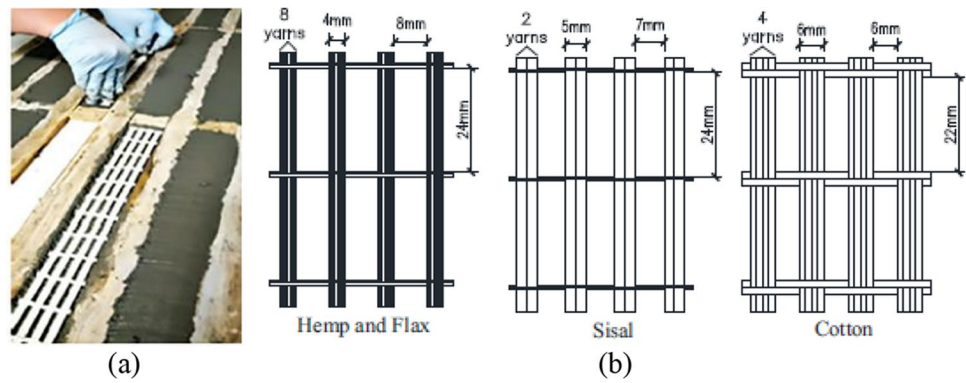 8
yarns
4mm
8mm
24mm
Hemp and Flax
2
yarns
5mm
7mm
24mm
Sisal
4
yarns
6mm
6mm
22mm
Cotton
(a)
(b)